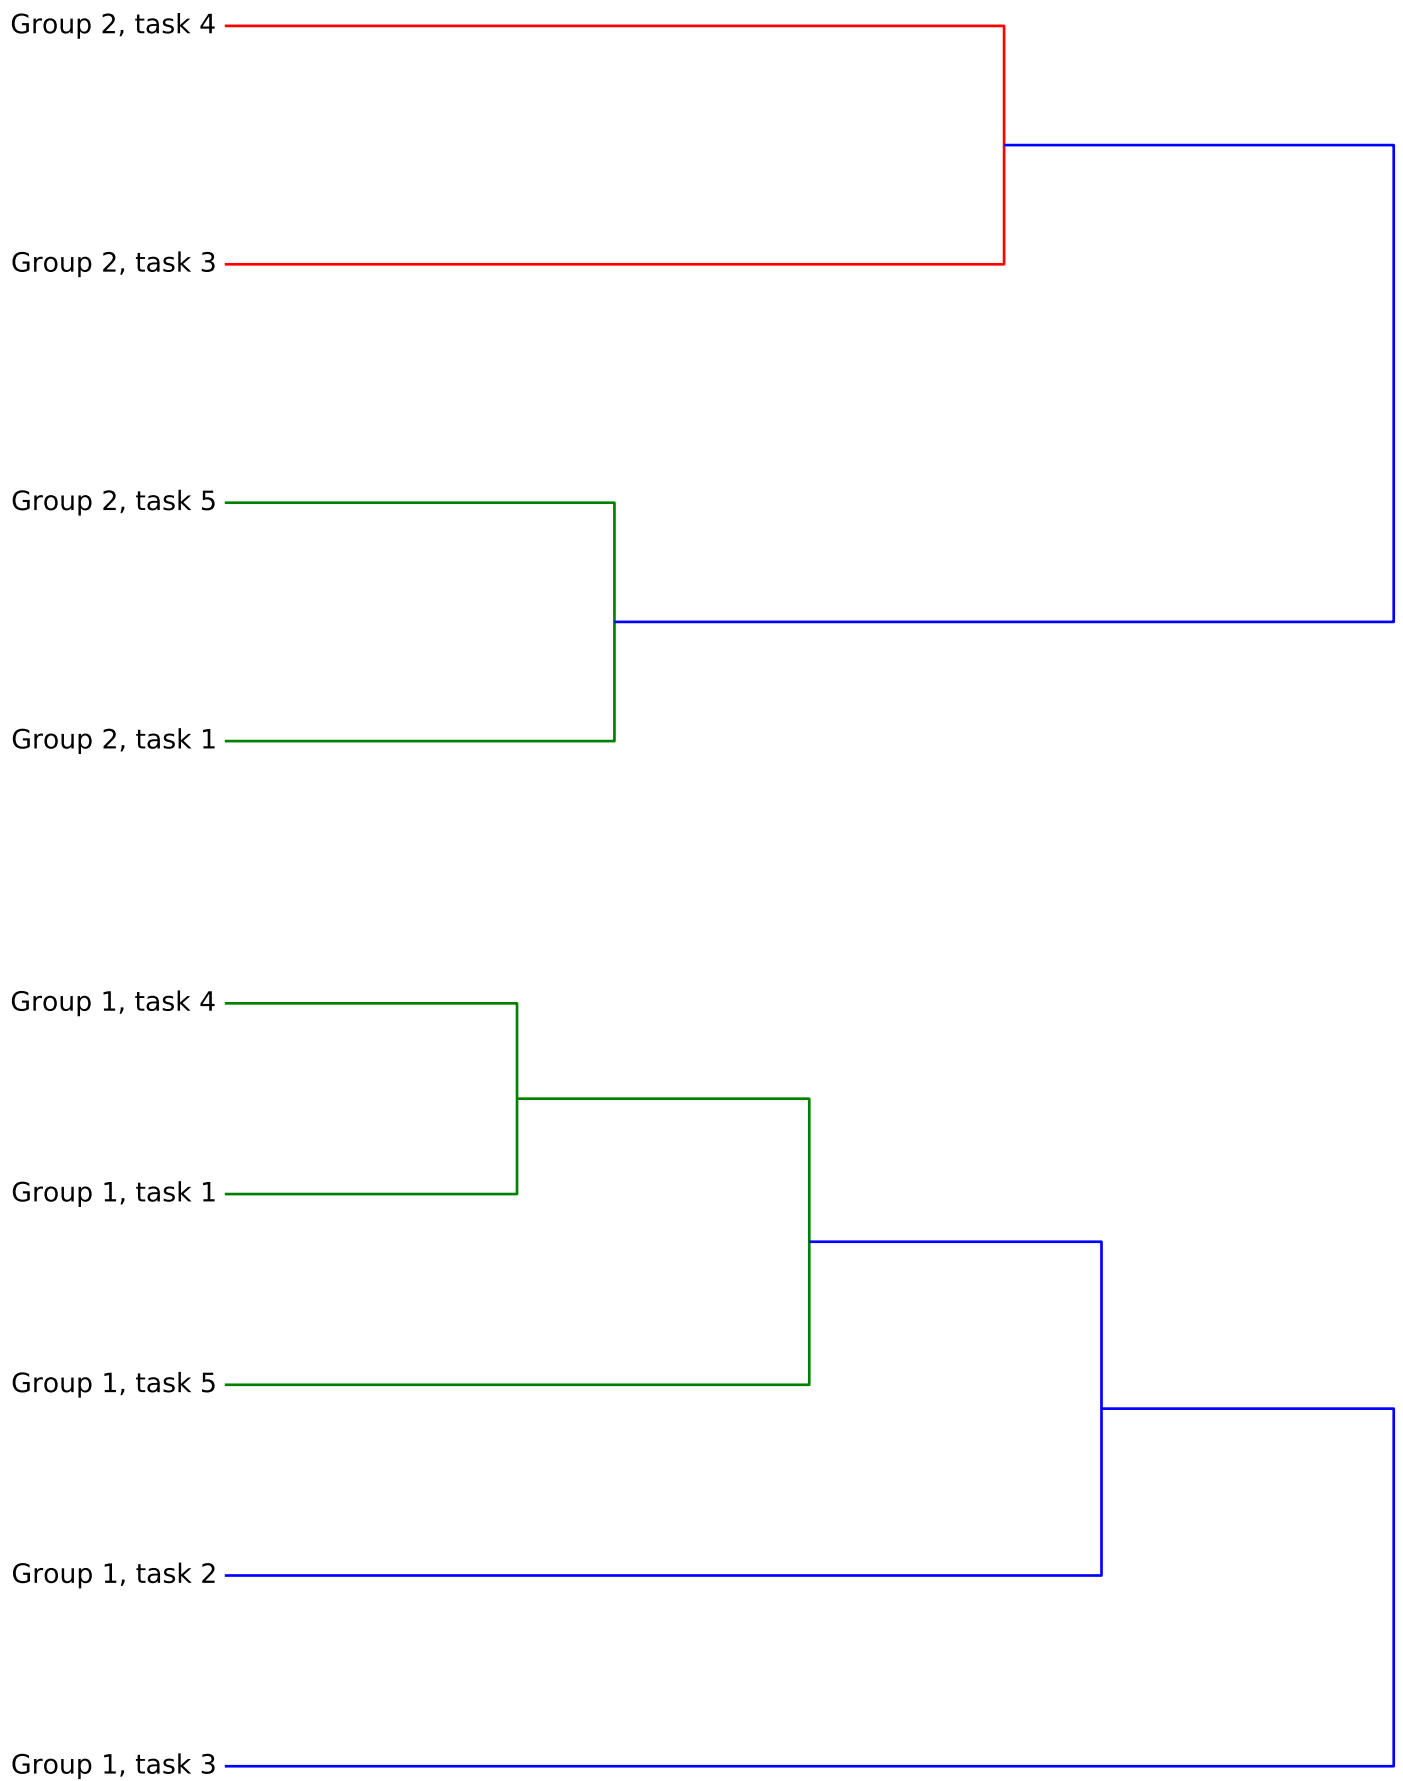 Group 2, task 4
Group 2, task 3
Group 2, task 5
Group 2, task 1
Group 1, task 4
Group 1, task 1
Group 1, task 5
Group 1, task 2
Group 1, task 3